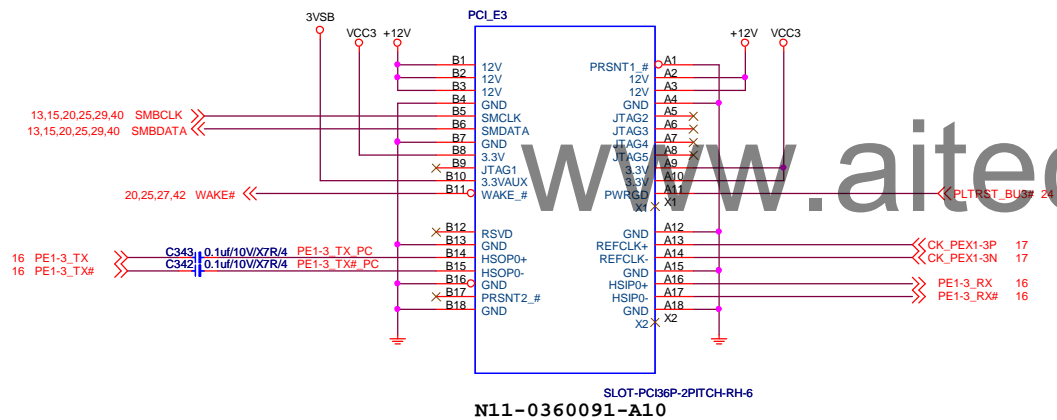 PCI_E3
3VSB
VCC3
+12V
+12V
VCC3
B1 12V PRSNT1_# A1
B2 12V 12V A2
B3 12V 12V A3
B4 GND GND A4
13,15,20,25,29,40 SMBCLK B5 SMCLK JTAG2 A5
13,15,20,25,29,40 SMBDATA B6 SMDATA JTAG3 A6
B7 GND JTAG4 A7
B8 3.3V JTAG5 A8
B9 JTAG1 3.3V A9
B10 3.3VAUX 3.3V A10
20,25,27,42 WAKE# B11 WAKE_# PWRGD A11 PLTRST_BU3# 24
X1 X1
www.aitec
B12 RSVD GND A12
B13 GND REFCLK+ A13 CK_PEX1-3P 17
16 PE1-3_TX C343 0.1uf/10V/X7R/4 PE1-3_TX_PC B14 HSOP0+ REFCLK- A14 CK_PEX1-3N 17
16 PE1-3_TX# C342 0.1uf/10V/X7R/4 PE1-3_TX#_PC B15 HSOP0- GND A15
B16 GND HSIP0+ A16 PE1-3_RX 16
B17 PRSNT2_# HSIP0- A17 PE1-3_RX# 16
B18 GND GND A18
X2 X2
SLOT-PCI36P-2PITCH-RH-6
N11-0360091-A10